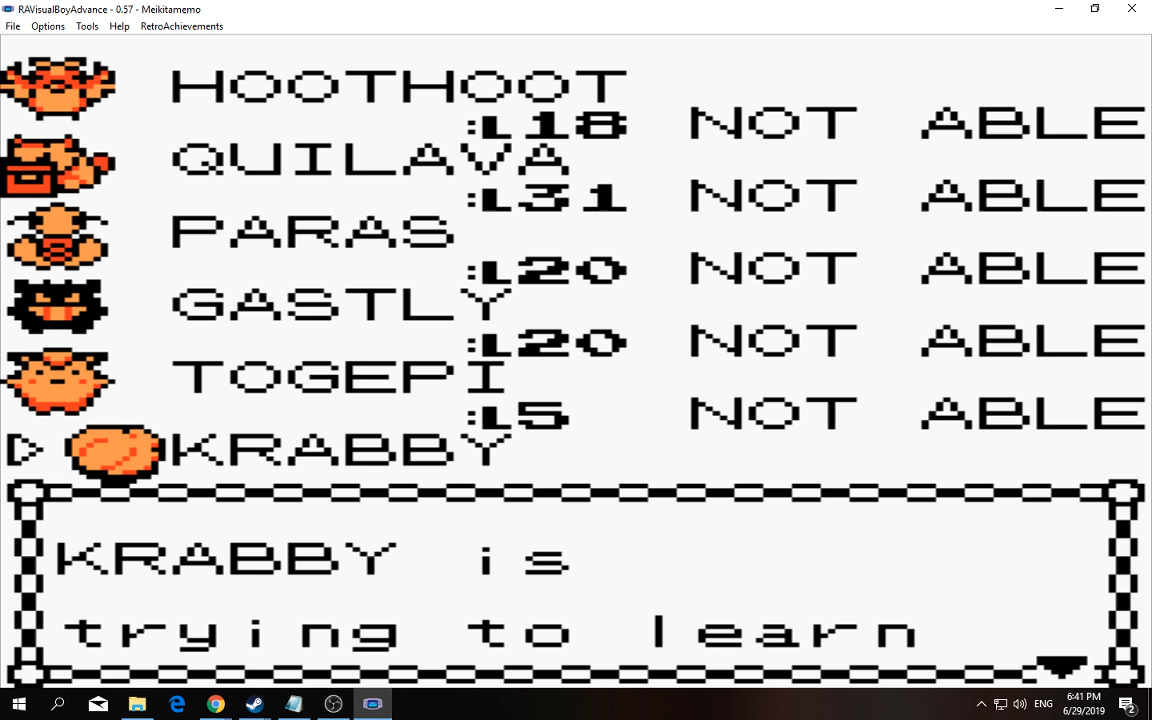 RAVisualBoyAdvance - 0.57 - Meikitamemo
File Options Tools Help RetroAchievements
HOOTHOOT
:L18 NOT ABLE
QUILAVA
:L31 NOT ABLE
PARAS
:L20 NOT ABLE
GASTLY
:L20 NOT ABLE
TOGEPI
:L5 NOT ABLE
KRABBY
KRABBY is
trying to learn
ENG
6:41 PM
6/29/2019
2